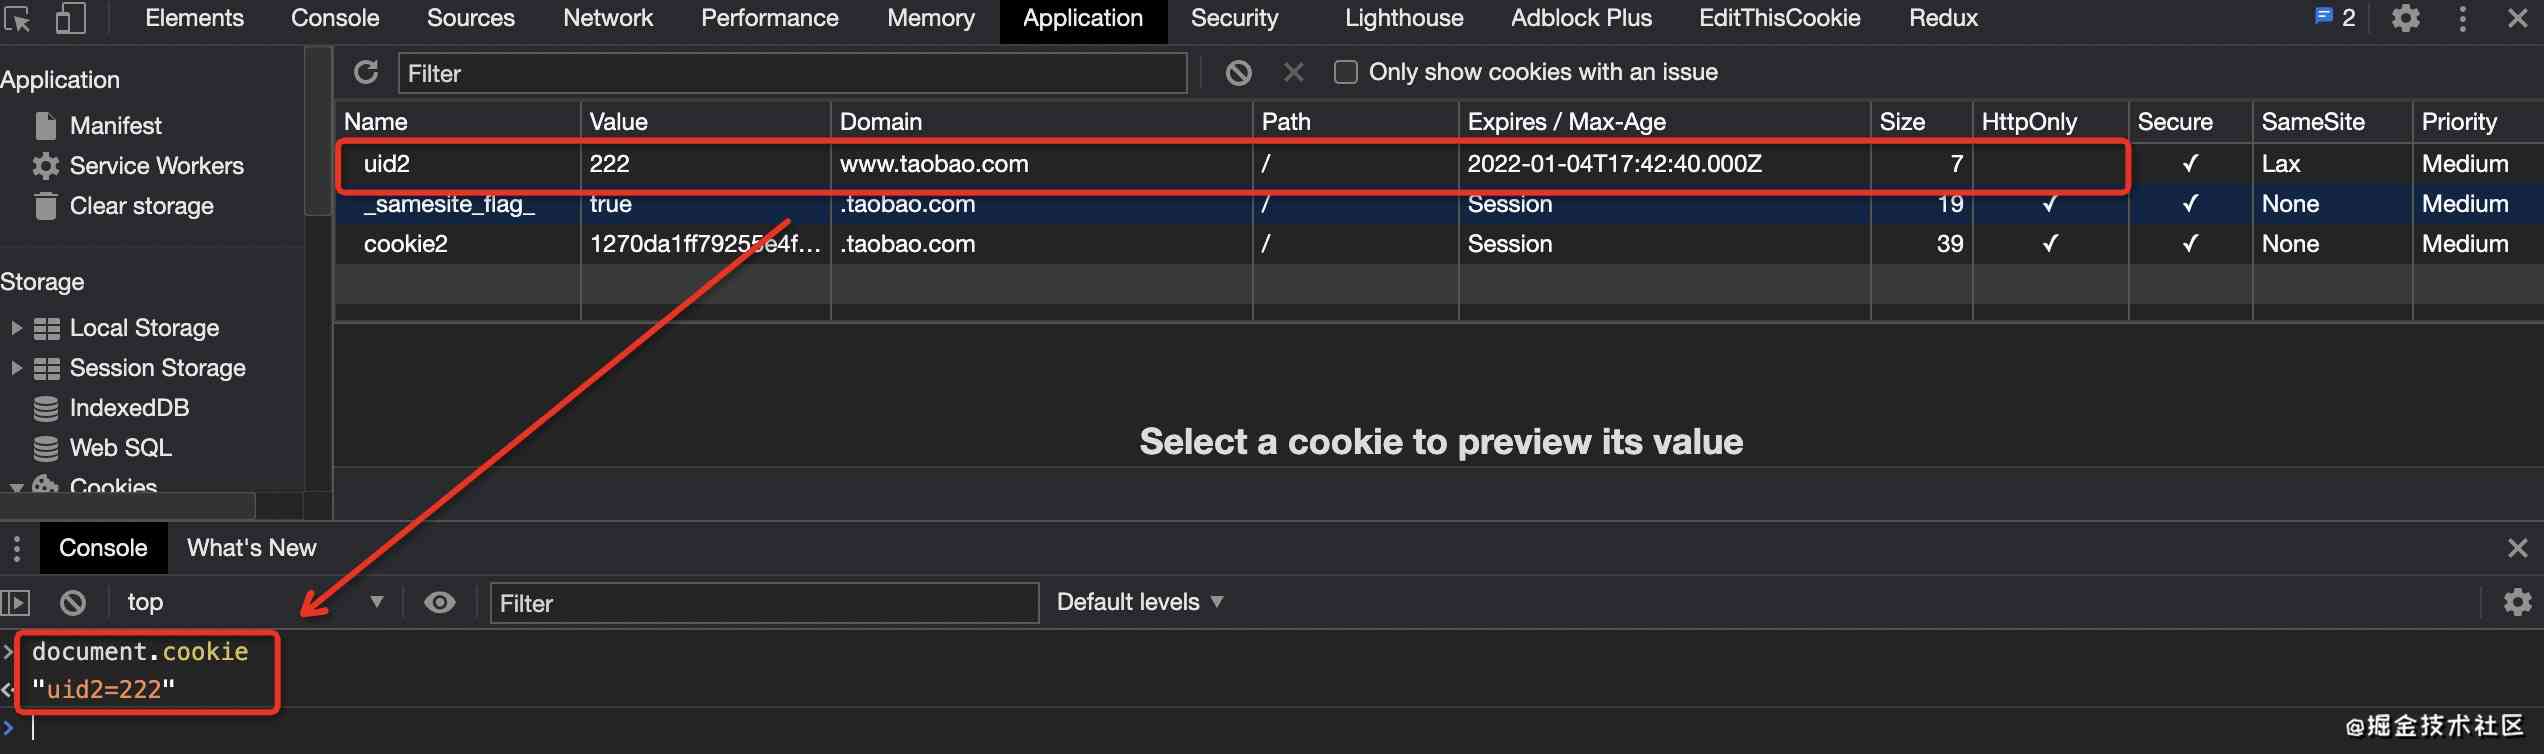 Elements Console Sources Network Performance Memory Application Security Lighthouse Adblock Plus EditThisCookie Redux 2
Application
Manifest
Service Workers
Clear storage
Storage
Local Storage
Session Storage
IndexedDB
Web SQL
Cookies
Filter Only show cookies with an issue
Name Value Domain Path Expires / Max-Age Size HttpOnly Secure SameSite Priority
uid2 222 www.taobao.com / 2022-01-04T17:42:40.000Z 7 ✓ Lax Medium
_samesite_flag_ true .taobao.com / Session 19 ✓ ✓ None Medium
cookie2 1270da1ff79255e4f... .taobao.com / Session 39 ✓ ✓ None Medium
Select a cookie to preview its value
Console What's New
top Filter Default levels
document.cookie
"uid2=222"
@掘金技术社区